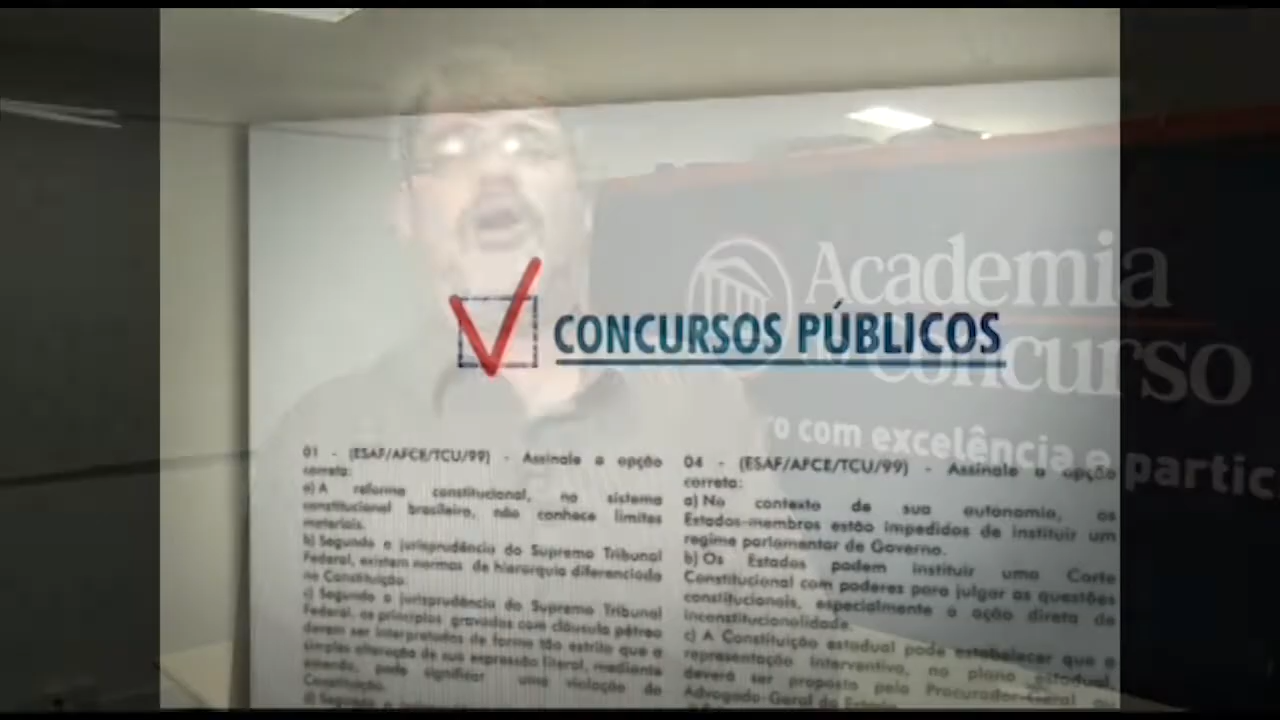 Academia
CONCURSOS PÚBLICOS
Concurso
ro com excelência e partic
01 - (ESAF/AFCE/TCU/99) - Assinale a opção
correta:
a) A reforma constitucional, no sistema
constitucional brasileiro, não conhece limites
materiais.
b) Segundo a jurisprudência do Supremo Tribunal
Federal, existem normas de hierarquia diferenciada
na Constituição.
c) Segundo a jurisprudência do Supremo Tribunal
Federal, os princípios gravados com cláusula pétrea
devem ser interpretados de forma tão estrita que a
simples alteração de sua expressão literal, mediante
emenda, pode significar uma violação da
Constituição.
d) Segundo a
04 - (ESAF/AFCE/TCU/99) - Assinale a opção
correta:
a) No contexto de sua autonomia, os
Estados-membros estão impedidos de instituir um
regime parlamentar de Governo.
b) Os Estados podem instituir uma Corte
Constitucional com poderes para julgar as questões
constitucionais, especialmente a ação direta de
inconstitucionalidade.
c) A Constituição estadual pode estabelecer que a
representação interventiva, no plano estadual,
deverá ser proposta pelo Procurador-Geral ou
Advogado-Geral do Estado.